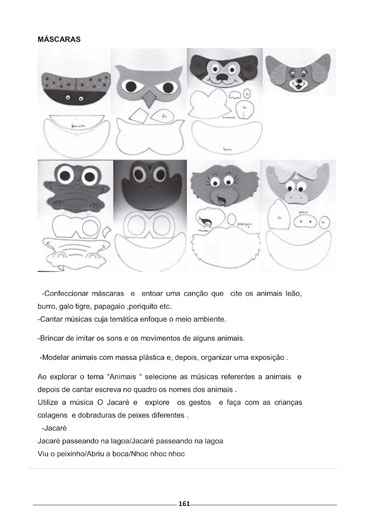 MÁSCARAS
-Confeccionar máscaras e entoar uma canção que cite os animais leão,
burro, galo tigre, papagaio ,periquito etc.
-Cantar músicas cuja temática enfoque o meio ambiente.
-Brincar de imitar os sons e os movimentos de alguns animais.
-Modelar animais com massa plástica e, depois, organizar uma exposição .
Ao explorar o tema "Animais " selecione as músicas referentes a animais e
depois de cantar escreva no quadro os nomes dos animais .
Utilize a música O Jacaré e explore os gestos e faça com as crianças
colagens e dobraduras de peixes diferentes .
-Jacaré
Jacaré passeando na lagoa/Jacaré passeando na lagoa
Viu o peixinho/Abriu a boca/Nhoc nhoc nhoc
161